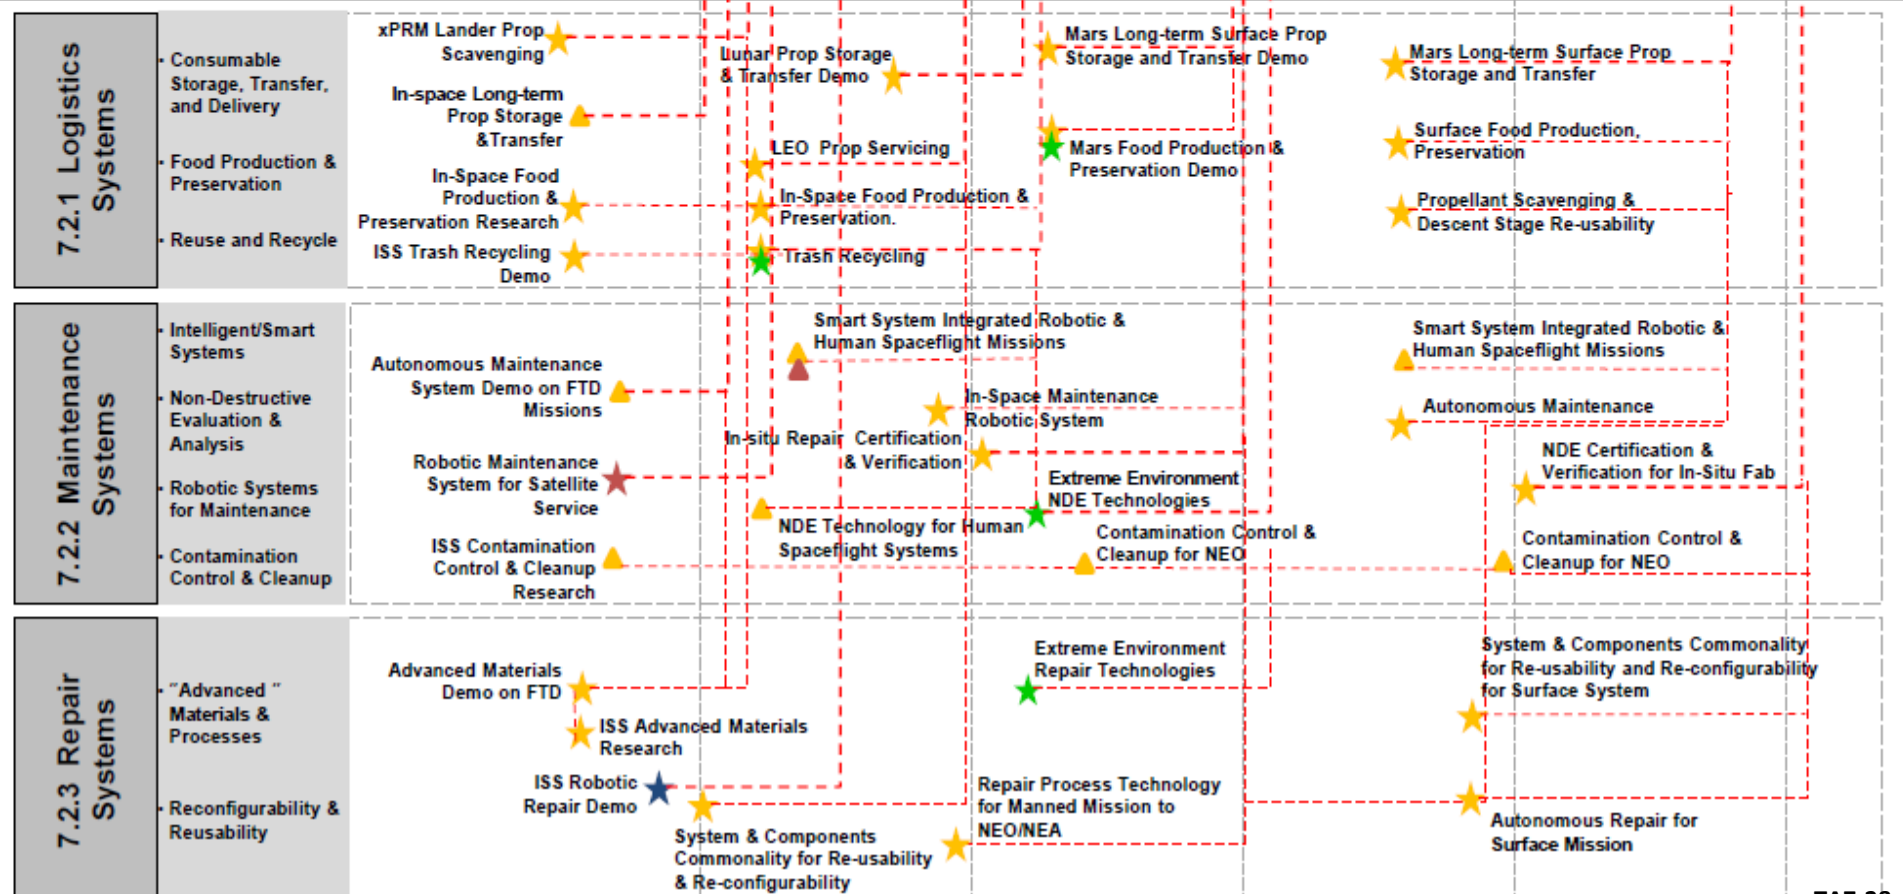 7.2.1 Logistics
Systems
· Consumable
Storage, Transfer,
and Delivery
· Food Production &
Preservation
· Reuse and Recycle
xPRM Lander Prop
Scavenging
In-space Long-term
Prop Storage
&Transfer
In-Space Food
Production &
Preservation Research
ISS Trash Recycling
Demo
Lunar Prop Storage
& Transfer Demo
LEO Prop Servicing
In-Space Food Production &
Preservation.
Trash Recycling
Mars Long-term Surface Prop
Storage and Transfer Demo
Mars Food Production &
Preservation Demo
Mars Long-term Surface Prop
Storage and Transfer
Surface Food Production,
Preservation
Propellant Scavenging &
Descent Stage Re-usability
7.2.2 Maintenance
Systems
· Intelligent/Smart
Systems
· Non-Destructive
Evaluation &
Analysis
· Robotic Systems
for Maintenance
· Contamination
Control & Cleanup
Autonomous Maintenance
System Demo on FTD
Missions
Robotic Maintenance
System for Satellite
Service
ISS Contamination
Control & Cleanup
Research
Smart System Integrated Robotic &
Human Spaceflight Missions
In-Space Maintenance
Robotic System
In-situ Repair Certification
& Verification
Extreme Environment
NDE Technologies
NDE Technology for Human
Spaceflight Systems
Contamination Control &
Cleanup for NEO
Smart System Integrated Robotic &
Human Spaceflight Missions
Autonomous Maintenance
NDE Certification &
Verification for In-Situ Fab
Contamination Control &
Cleanup for NEO
7.2.3 Repair
Systems
· "Advanced "
Materials &
Processes
· Reconfigurability &
Reusability
Advanced Materials
Demo on FTD
ISS Advanced Materials
Research
ISS Robotic
Repair Demo
System & Components
Commonality for Re-usability
& Re-configurability
Extreme Environment
Repair Technologies
Repair Process Technology
for Manned Mission to
NEO/NEA
System & Components Commonality
for Re-usability and Re-configurability
for Surface System
Autonomous Repair for
Surface Mission